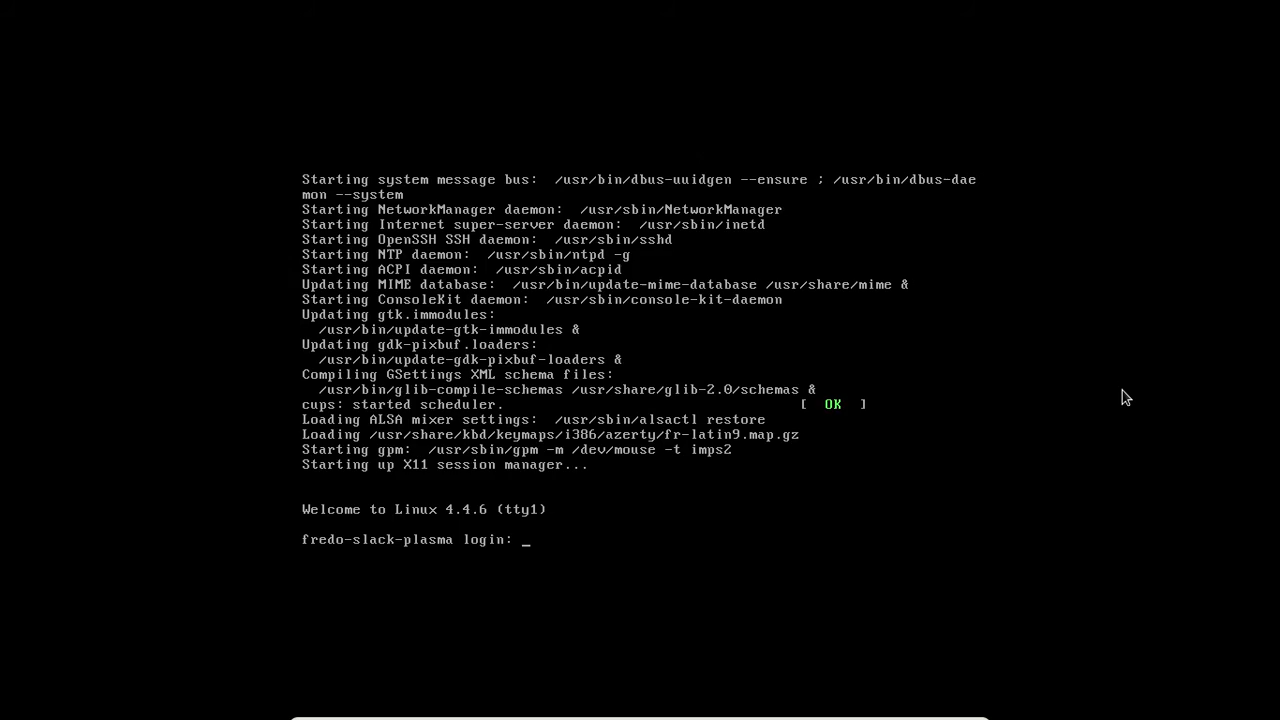 Starting system message bus:  /usr/bin/dbus-uuidgen --ensure ; /usr/bin/dbus-dae
mon --system
Starting NetworkManager daemon:  /usr/sbin/NetworkManager
Starting Internet super-server daemon:  /usr/sbin/inetd
Starting OpenSSH SSH daemon:  /usr/sbin/sshd
Starting NTP daemon:  /usr/sbin/ntpd -g
Starting ACPI daemon:  /usr/sbin/acpid
Updating MIME database:  /usr/bin/update-mime-database /usr/share/mime &
Starting ConsoleKit daemon:  /usr/sbin/console-kit-daemon
Updating gtk.immodules:
  /usr/bin/update-gtk-immodules &
Updating gdk-pixbuf.loaders:
  /usr/bin/update-gdk-pixbuf-loaders &
Compiling GSettings XML schema files:
  /usr/bin/glib-compile-schemas /usr/share/glib-2.0/schemas &
cups: started scheduler.                                   [  OK  ]
Loading ALSA mixer settings:  /usr/sbin/alsactl restore
Loading /usr/share/kbd/keymaps/i386/azerty/fr-latin9.map.gz
Starting gpm:  /usr/sbin/gpm -m /dev/mouse -t imps2
Starting up X11 session manager...
Welcome to Linux 4.4.6 (tty1)
fredo-slack-plasma login: _